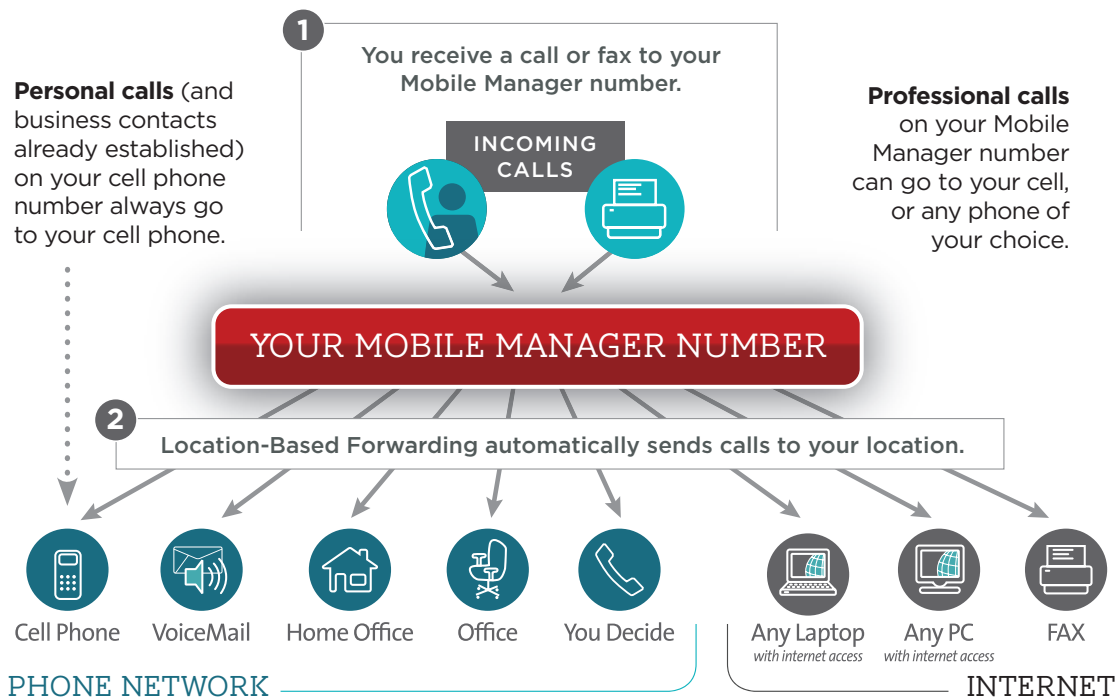 1
You receive a call or fax to your
Mobile Manager number.
Personal calls (and
business contacts
already established)
on your cell phone
number always go
to your cell phone.
INCOMING
CALLS
Professional calls
on your Mobile
Manager number
can go to your cell,
or any phone of
your choice.
YOUR MOBILE MANAGER NUMBER
2
Location-Based Forwarding automatically sends calls to your location.
Cell Phone
VoiceMail
Home Office
Office
You Decide
Any Laptop
with internet access
Any PC
with internet access
FAX
PHONE NETWORK
INTERNET